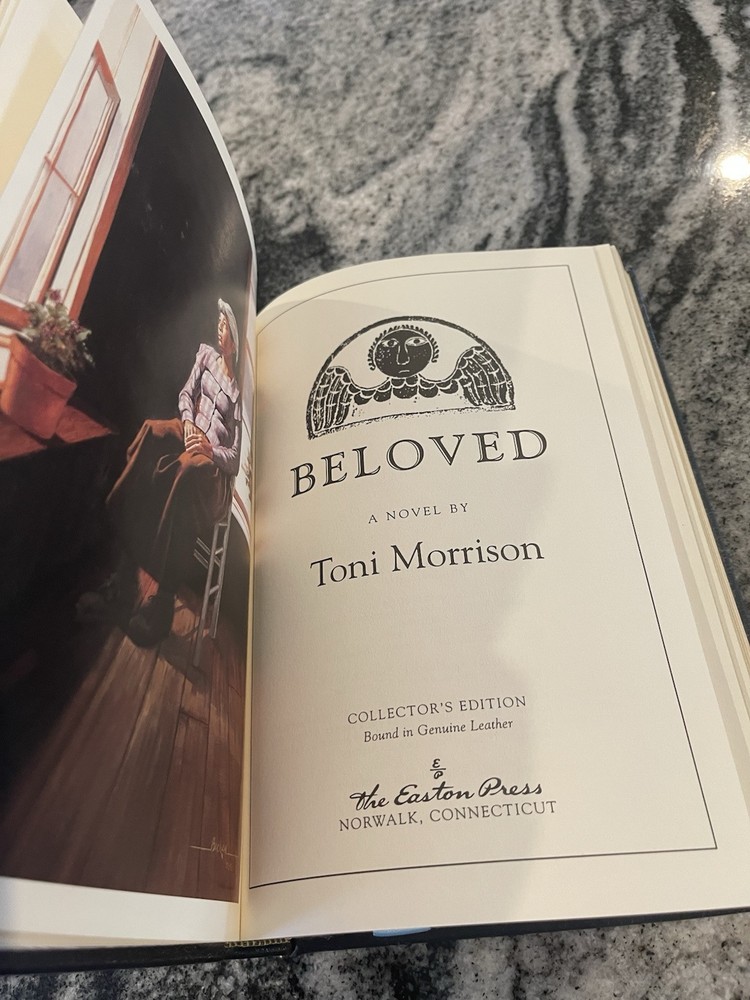 BELOVED
A NOVEL BY
Toni Morrison
COLLECTOR'S EDITION
Bound in Genuine Leather
E
P
the Easton Press
NORWALK, CONNECTICUT